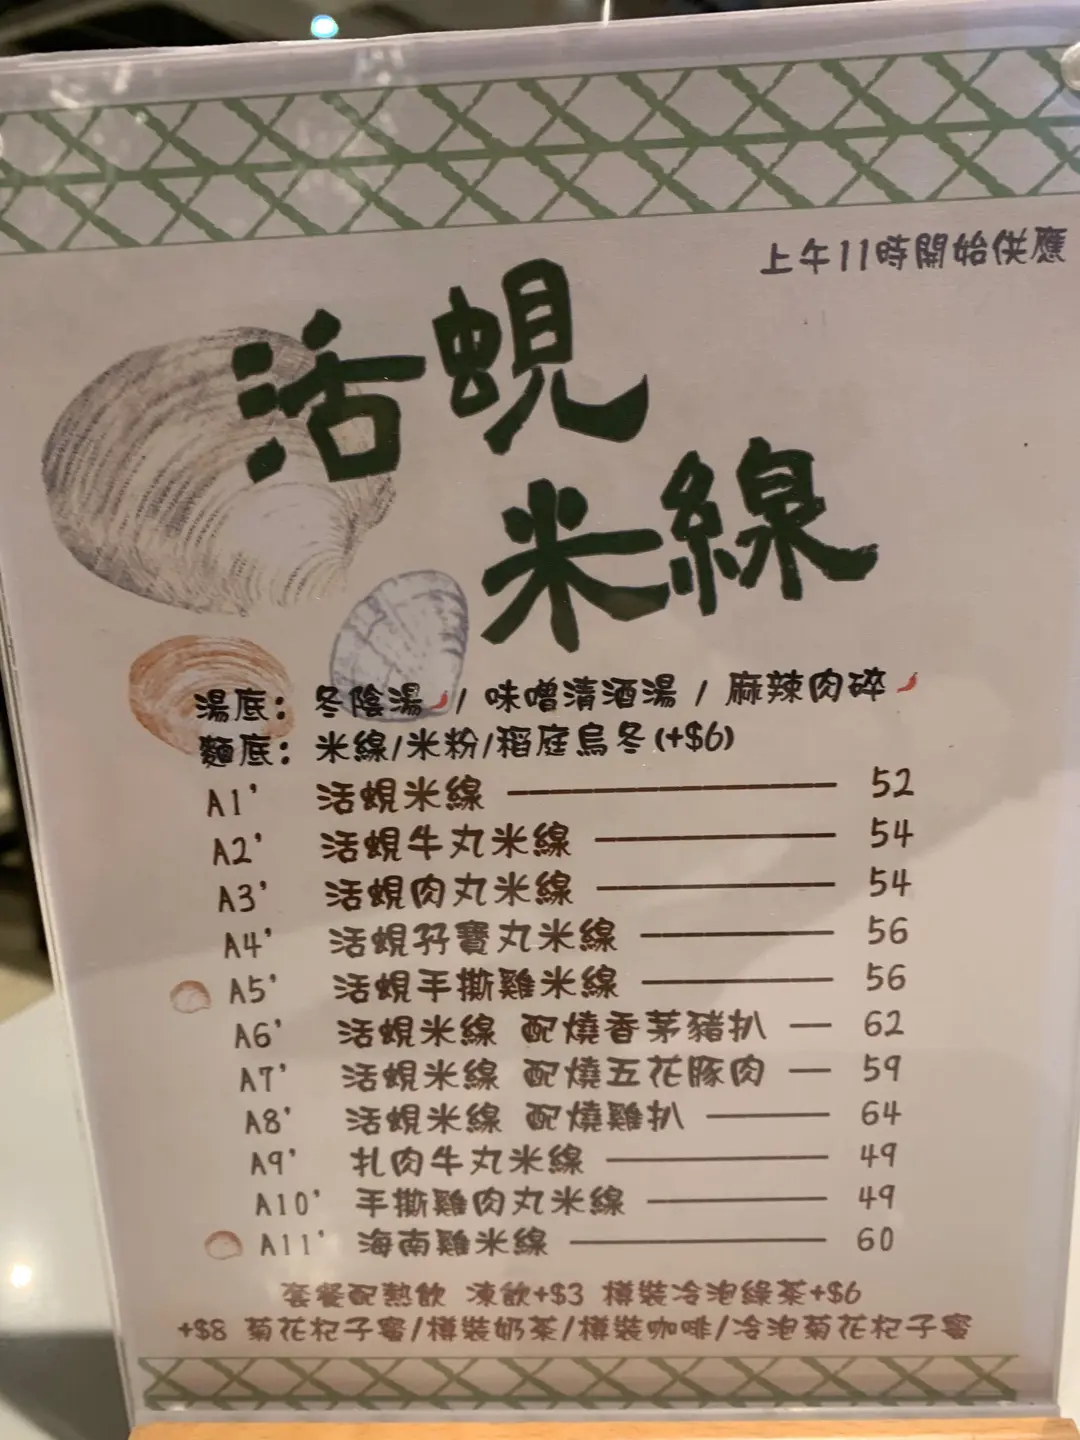 上午11時開始供應
活蜆
米線
湯底：冬陰湯 / 味噌清酒湯 / 麻辣肉碎
麵底：米線/米粉/稻庭烏冬(+$6)
A1' 活蜆米線 52
A2' 活蜆牛丸米線 54
A3' 活蜆肉丸米線 54
A4' 活蜆孖寶丸米線 56
A5' 活蜆手撕雞米線 56
A6' 活蜆米線 配燒香茅豬扒 62
A7' 活蜆米線 配燒五花豚肉 59
A8' 活蜆米線 配燒雞扒 64
A9' 扎肉牛丸米線 49
A10' 手撕雞肉丸米線 49
A11' 海南雞米線 60
套餐配熱飲 凍飲+$3 樽裝冷泡綠茶+$6
+$8 菊花杞子蜜/樽裝奶茶/樽裝咖啡/冷泡菊花杞子蜜